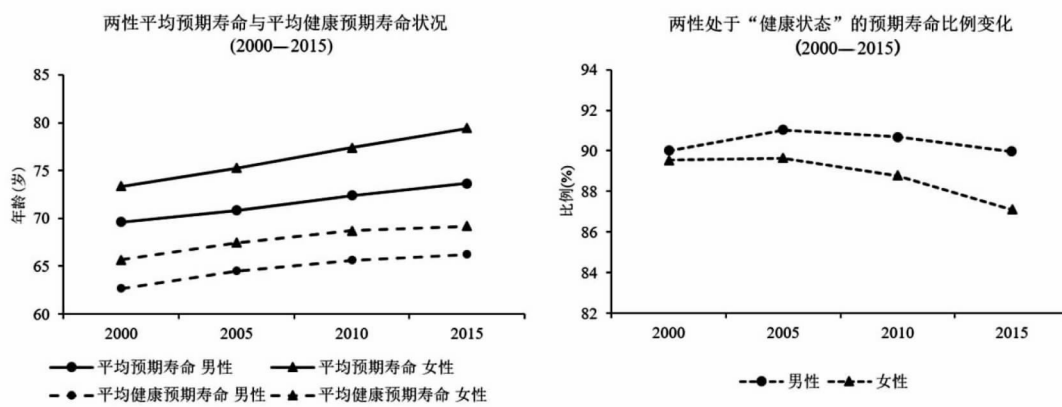 两性平均预期寿命与平均健康预期寿命状况
(2000—2015)
85
80
75
70
65
60
年龄(岁)
2000 2005 2010 2015
平均预期寿命 男性 平均预期寿命 女性
平均健康预期寿命 男性 平均健康预期寿命 女性
两性处于“健康状态”的预期寿命比例变化
(2000—2015)
94
92
90
88
86
84
82
比例(%)
2000 2005 2010 2015
男性 女性